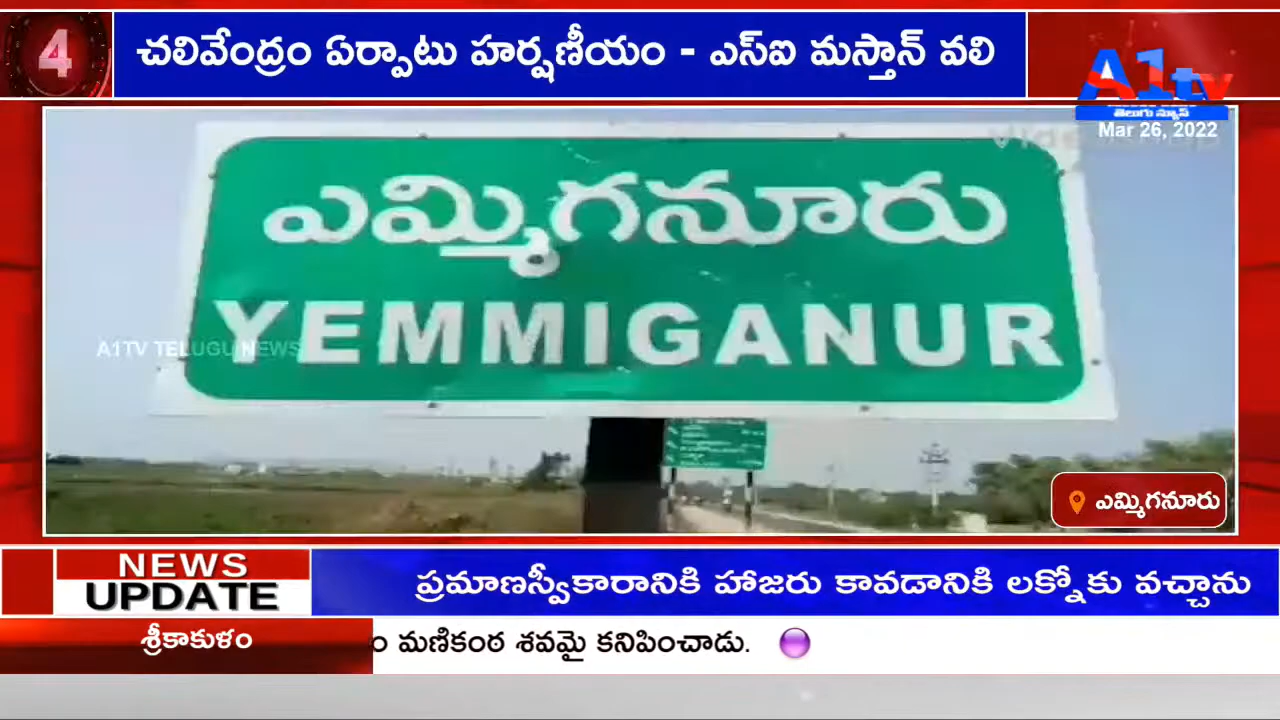 4
చలివేంద్రం ఏర్పాటు హర్షణీయం - ఎస్ఐ మస్తాన్ వలి
A1tv
తెలుగు న్యూస్
Mar 26, 2022
ఎమ్మిగనూరు
YEMMIGANUR
A1TV TELUGU NEWS
ఎమ్మిగనూరు
NEWS
UPDATE
ప్రమాణస్వీకారానికి హాజరు కావడానికి లక్నోకు వచ్చాను
శ్రీకాకుళం
మణికంఠ శవమై కనిపించాడు.